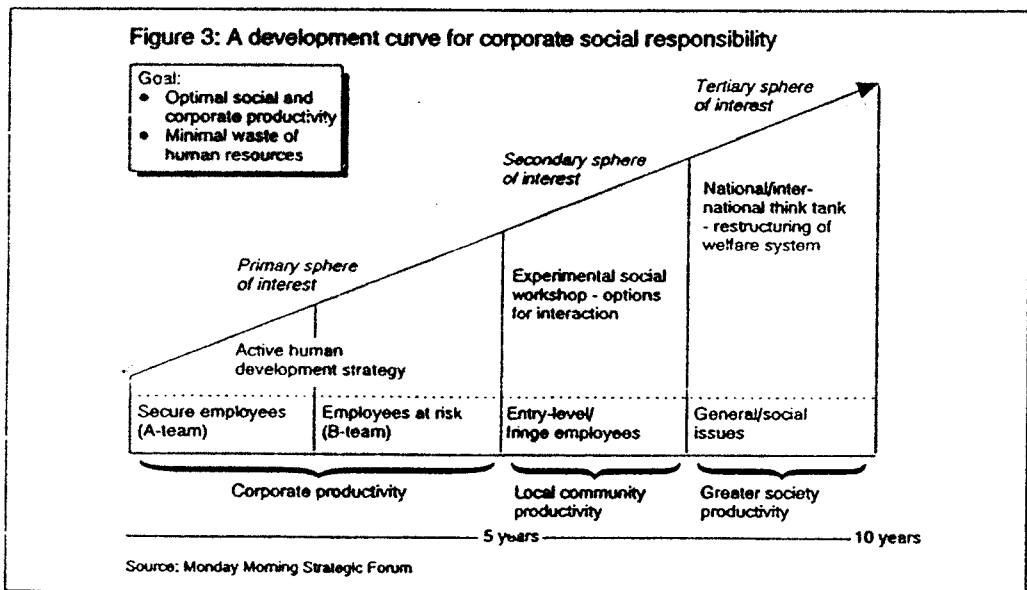 Figure 3: A development curve for corporate social responsibility
Goal:
• Optimal social and
corporate productivity
• Minimal waste of
human resources
Tertiary sphere
of interest
Secondary sphere
of interest
Primary sphere
of interest
National/inter-
national think tank
- restructuring of
welfare system
Experimental social
workshop - options
for interaction
Active human
development strategy
Secure employees
(A-team)
Employees at risk
(B-team)
Entry-level/
fringe employees
General/social
issues
Corporate productivity
Local community
productivity
Greater society
productivity
5 years
10 years
Source: Monday Morning Strategic Forum